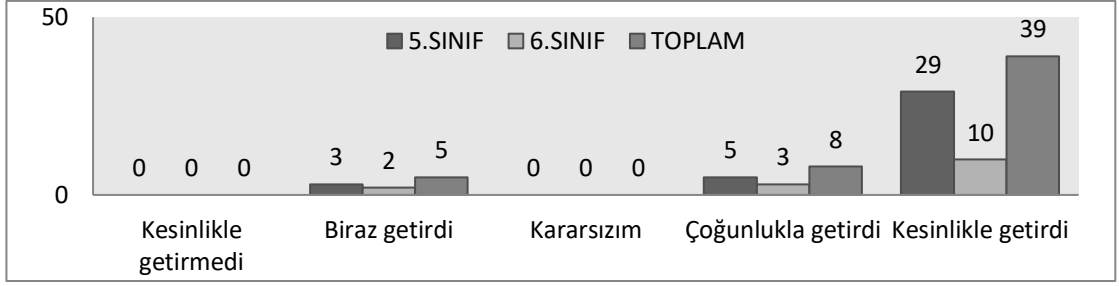 50
5.SINIF 6.SINIF TOPLAM
39
29
10
5 3 8
3 2 5
0 0 0
0 0 0
0
Kesinlikle getirmedi
Biraz getirdi
Kararsızım
Çoğunlukla getirdi
Kesinlikle getirdi